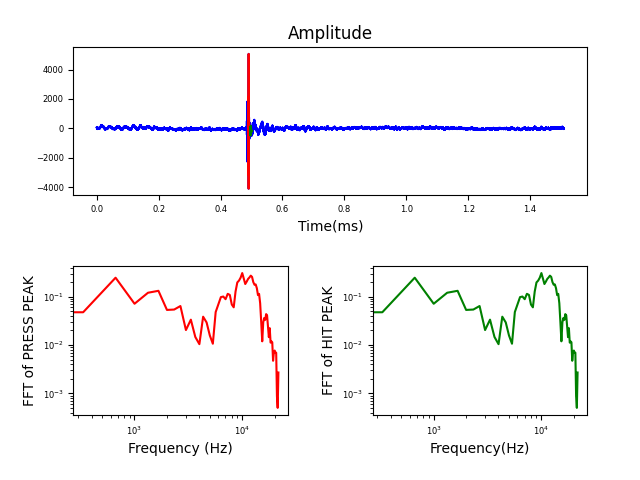 Amplitude
4000
2000
0
−2000
−4000
0.0 0.2 0.4 0.6 0.8 1.0 1.2 1.4
Time(ms)
FFT of PRESS PEAK
10⁻¹
10⁻²
10⁻³
10³ 10⁴
Frequency (Hz)
FFT of HIT PEAK
10⁻¹
10⁻²
10⁻³
10³ 10⁴
Frequency(Hz)